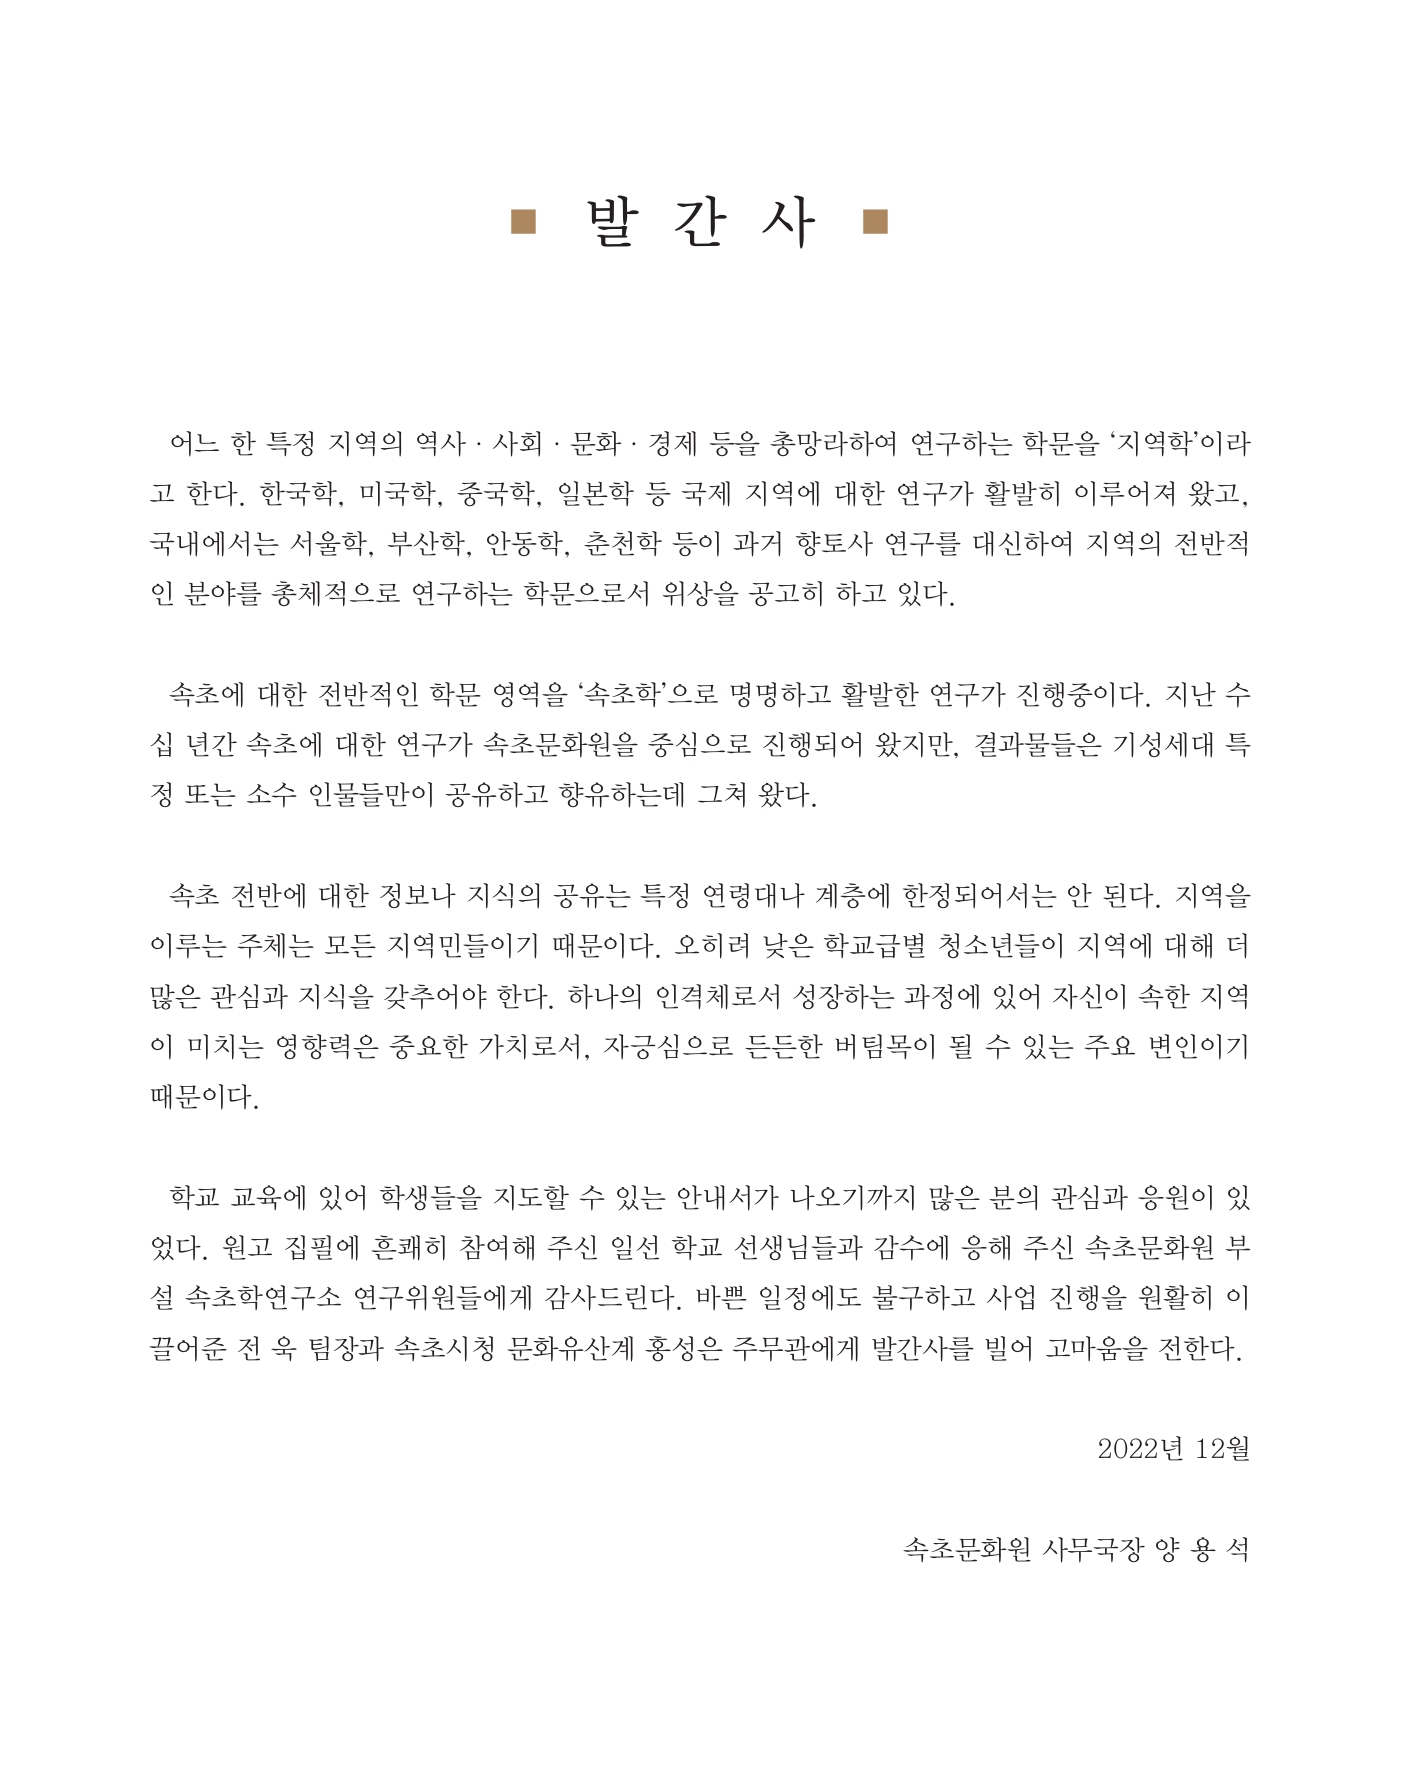 ■ 발 간 사 ■
어느 한 특정 지역의 역사·사회·문화·경제 등을 총망라하여 연구하는 학문을 ‘지역학’이라
고 한다. 한국학, 미국학, 중국학, 일본학 등 국제 지역에 대한 연구가 활발히 이루어져 왔고,
국내에서는 서울학, 부산학, 안동학, 춘천학 등이 과거 향토사 연구를 대신하여 지역의 전반적
인 분야를 총체적으로 연구하는 학문으로서 위상을 공고히 하고 있다.
속초에 대한 전반적인 학문 영역을 ‘속초학’으로 명명하고 활발한 연구가 진행중이다. 지난 수
십 년간 속초에 대한 연구가 속초문화원을 중심으로 진행되어 왔지만, 결과물들은 기성세대 특
정 또는 소수 인물들만이 공유하고 향유하는데 그쳐 왔다.
속초 전반에 대한 정보나 지식의 공유는 특정 연령대나 계층에 한정되어서는 안 된다. 지역을
이루는 주체는 모든 지역민들이기 때문이다. 오히려 낮은 학교급별 청소년들이 지역에 대해 더
많은 관심과 지식을 갖추어야 한다. 하나의 인격체로서 성장하는 과정에 있어 자신이 속한 지역
이 미치는 영향력은 중요한 가치로서, 자긍심으로 든든한 버팀목이 될 수 있는 주요 변인이기
때문이다.
학교 교육에 있어 학생들을 지도할 수 있는 안내서가 나오기까지 많은 분의 관심과 응원이 있
었다. 원고 집필에 흔쾌히 참여해 주신 일선 학교 선생님들과 감수에 응해 주신 속초문화원 부
설 속초학연구소 연구위원들에게 감사드린다. 바쁜 일정에도 불구하고 사업 진행을 원활히 이
끌어준 전 욱 팀장과 속초시청 문화유산계 홍성은 주무관에게 발간사를 빌어 고마움을 전한다.
2022년 12월
속초문화원 사무국장 양 용 석